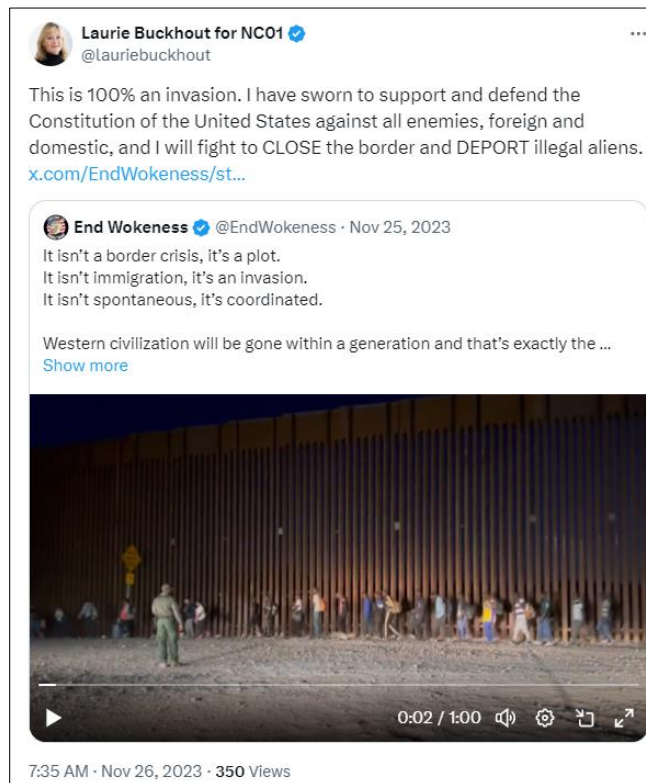 Laurie Buckhout for NC01
@lauriebuckhout
This is 100% an invasion. I have sworn to support and defend the
Constitution of the United States against all enemies, foreign and
domestic, and I will fight to CLOSE the border and DEPORT illegal aliens.
x.com/EndWokeness/st...
End Wokeness @EndWokeness · Nov 25, 2023
It isn’t a border crisis, it’s a plot.
It isn’t immigration, it’s an invasion.
It isn’t spontaneous, it’s coordinated.
Western civilization will be gone within a generation and that’s exactly the ...
Show more
0:02 / 1:00
7:35 AM · Nov 26, 2023 · 350 Views